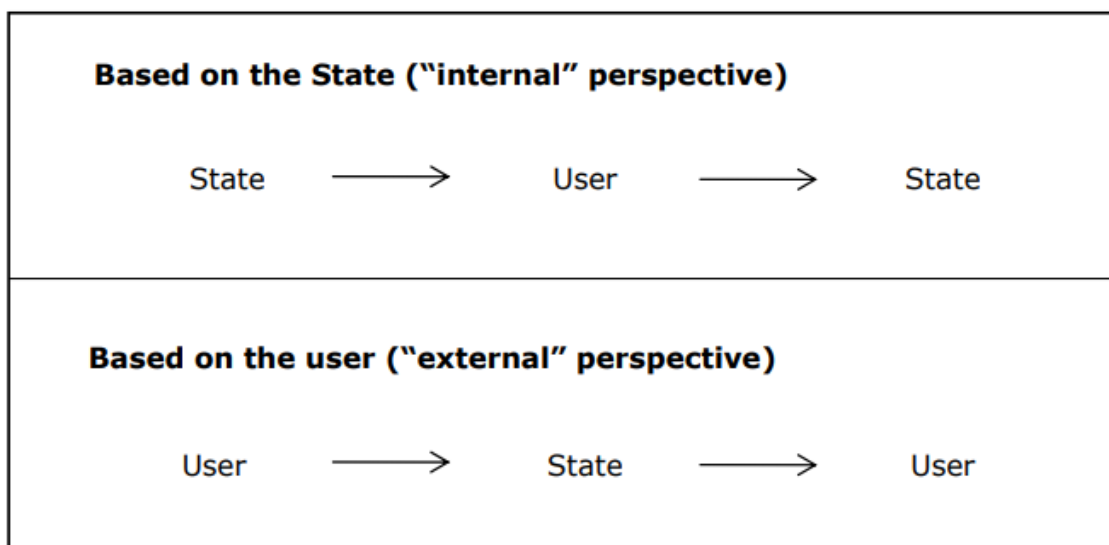 Based on the State (“internal” perspective)
State User State
Based on the user (“external” perspective)
User State User